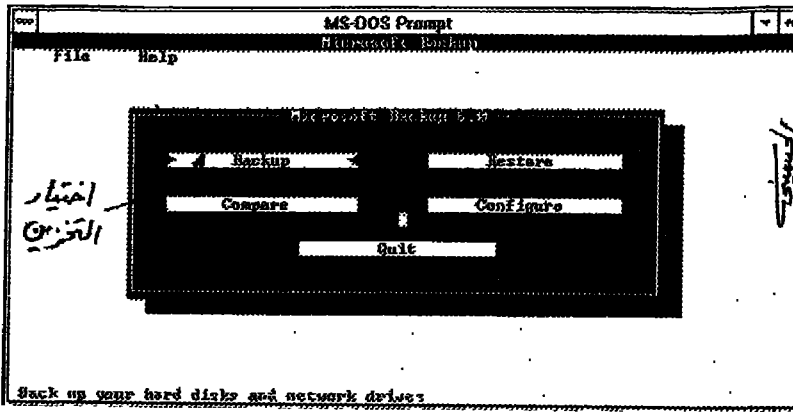 MS-DOS Prompt
Microsoft Backup
File Help
Microsoft Backup 6.0
Backup Restore
Compare Configure
Quit
اختيار
التخزين
Back up your hard disks and network drives